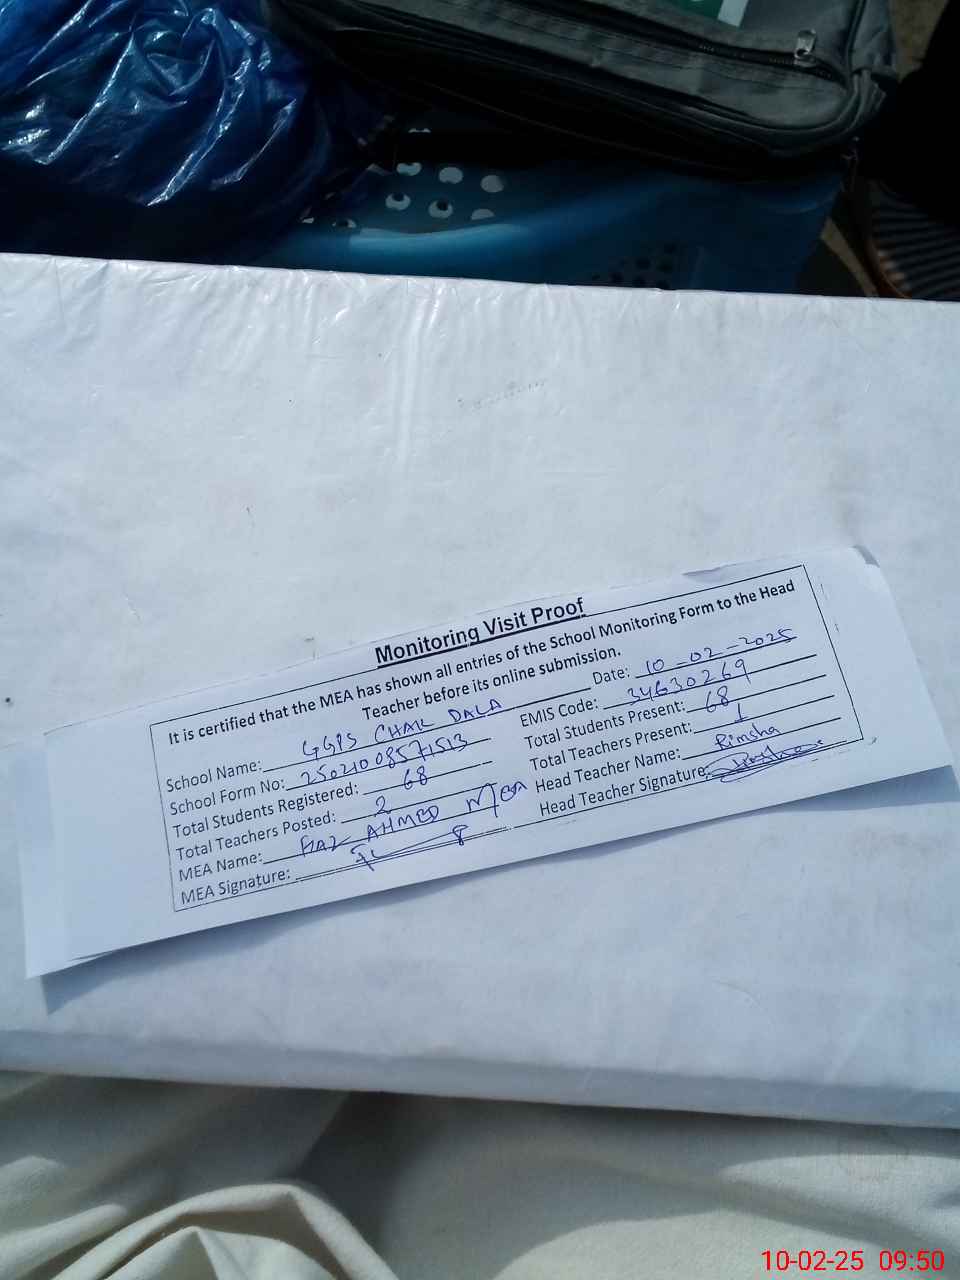 Monitoring Visit Proof
It is certified that the MEA has shown all entries of the School Monitoring Form to the Head
Teacher before its online submission.
School Name: GGPS CHAK DALA Date: 10-02-2025
School Form No: 25021008571513 EMIS Code: 34630269
Total Students Registered: 68 Total Students Present: 68
Total Teachers Posted: 2 Total Teachers Present: 1
MEA Name: FIAZ AHMED MEA Head Teacher Name: Rimsha
MEA Signature: Head Teacher Signature:
10-02-25 09:50